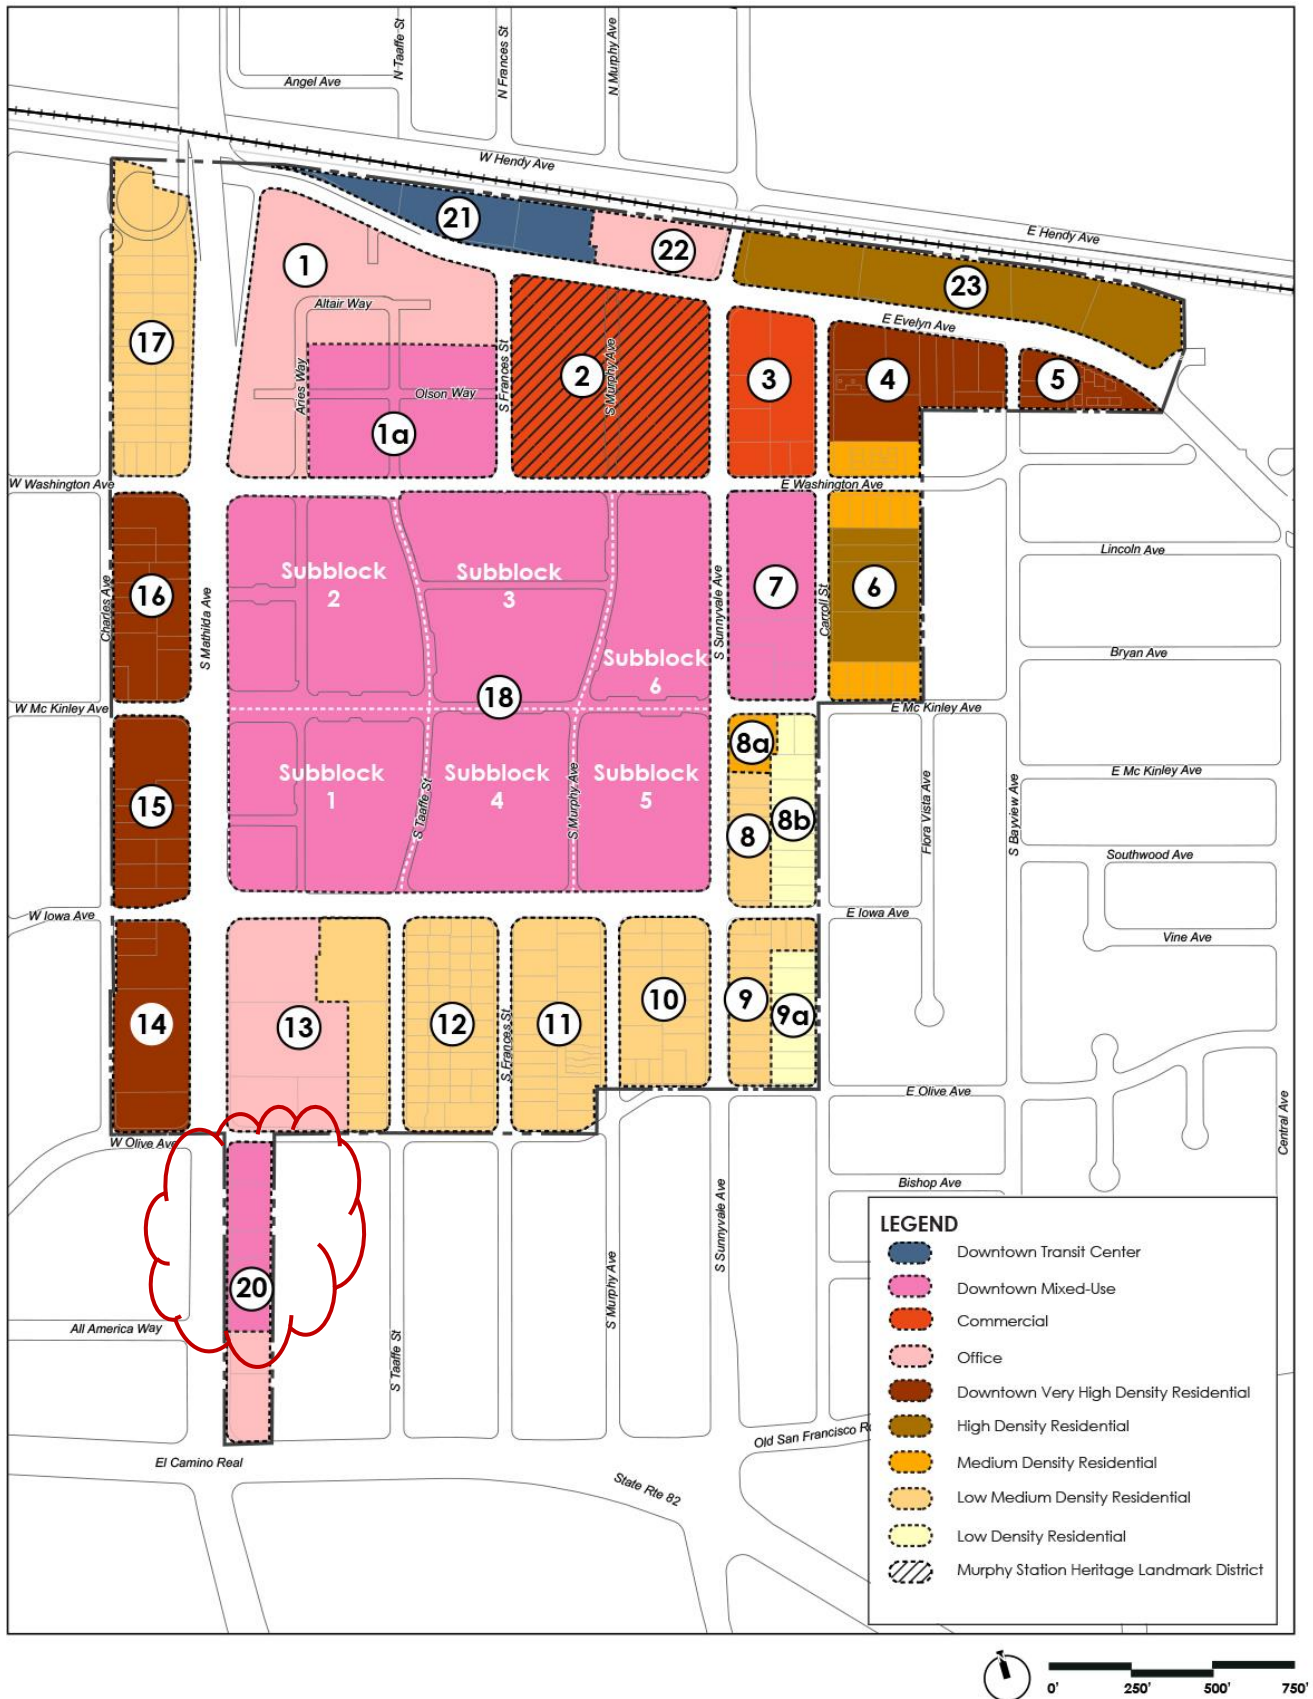 N Taaffe St
N Frances St
N Murphy Ave
Angel Ave
W Hendy Ave
E Hendy Ave
21
22
1
23
Altair Way
E Evelyn Ave
17
2
3
4
5
Aries Way
Olson Way
S Frances St
S Murphy Ave
1a
W Washington Ave
E Washington Ave
Lincoln Ave
Subblock
2
Subblock
3
16
7
6
Charles Ave
S Mathilda Ave
S Sunnyvale Ave
Carroll St
Bryan Ave
Subblock
6
18
W Mc Kinley Ave
E Mc Kinley Ave
8a
Subblock
1
Subblock
4
Subblock
5
E Mc Kinley Ave
15
S Taaffe St
S Murphy Ave
8
8b
Flora Vista Ave
S Bayview Ave
Southwood Ave
W Iowa Ave
E Iowa Ave
Vine Ave
14
13
12
11
10
9
9a
S Frances St
E Olive Ave
Central Ave
W Olive Ave
Bishop Ave
20
S Sunnyvale Ave
S Murphy Ave
All America Way
S Taaffe St
El Camino Real
Old San Francisco R
State Rte 82
LEGEND
Downtown Transit Center
Downtown Mixed-Use
Commercial
Office
Downtown Very High Density Residential
High Density Residential
Medium Density Residential
Low Medium Density Residential
Low Density Residential
Murphy Station Heritage Landmark District
0' 250' 500' 750'